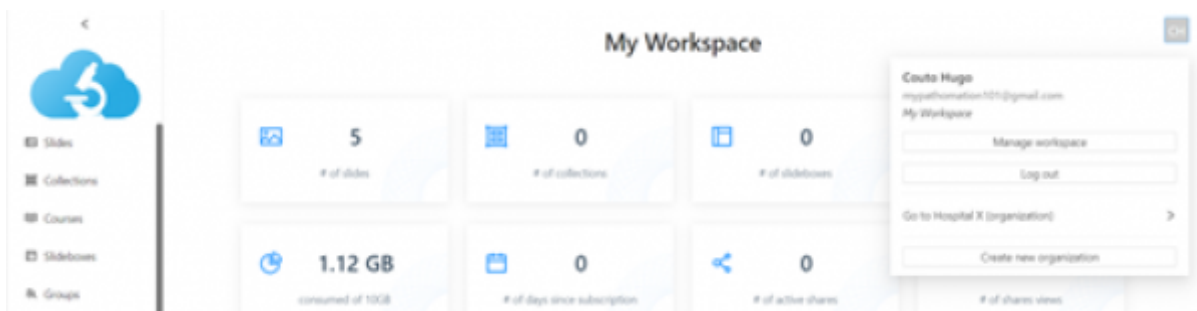 My Workspace
CH
Slides
Collections
Courses
Slideboxes
Groups
5
# of slides
0
# of collections
0
# of slideboxes
1.12 GB
consumed of 10GB
0
# of days since subscription
0
# of active shares
# of shares views
Couto Hugo
mypathomation101@gmail.com
My Workspace
Manage workspace
Log out
Go to Hospital X (organization)
Create new organization